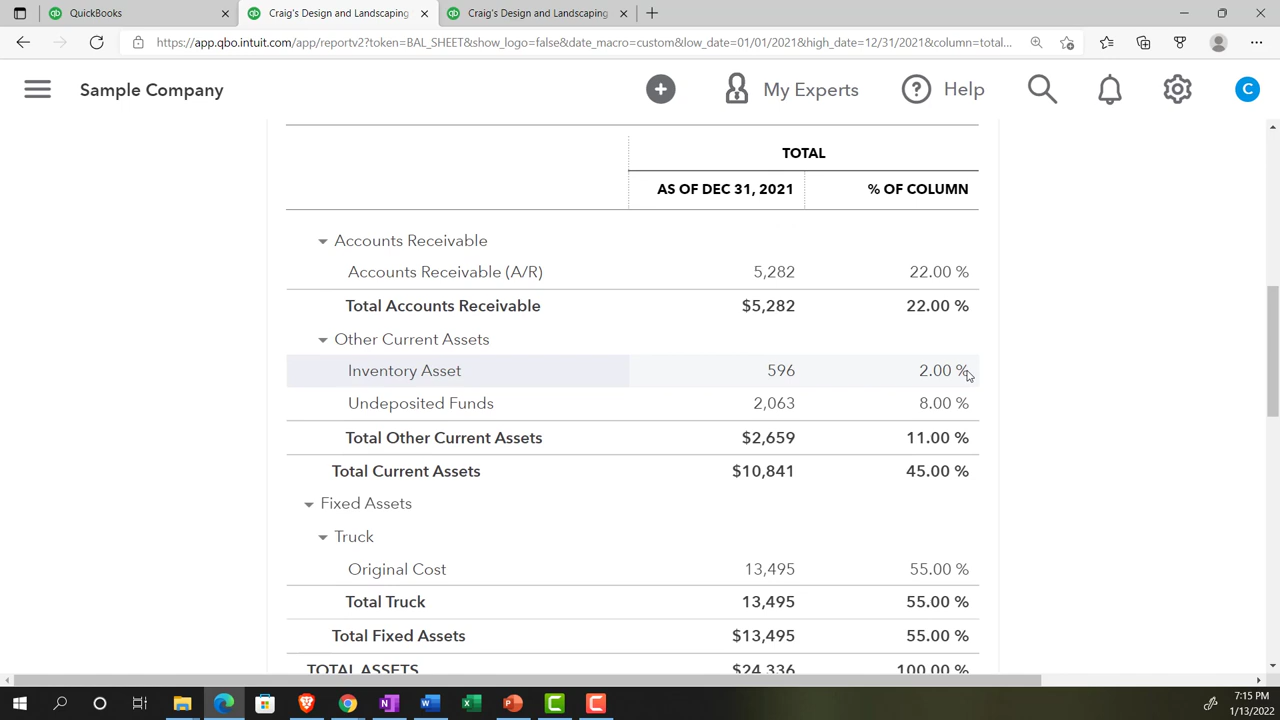 QuickBooks
Craig's Design and Landscaping
Craig's Design and Landscaping
https://app.qbo.intuit.com/app/reportv2?token=BAL_SHEET&show_logo=false&date_macro=custom&low_date=01/01/2021&high_date=12/31/2021&column=total...
Sample Company
My Experts
Help
C
TOTAL
AS OF DEC 31, 2021 % OF COLUMN
Accounts Receivable
Accounts Receivable (A/R) 5,282 22.00 %
Total Accounts Receivable $5,282 22.00 %
Other Current Assets
Inventory Asset 596 2.00 %
Undeposited Funds 2,063 8.00 %
Total Other Current Assets $2,659 11.00 %
Total Current Assets $10,841 45.00 %
Fixed Assets
Truck
Original Cost 13,495 55.00 %
Total Truck 13,495 55.00 %
Total Fixed Assets $13,495 55.00 %
TOTAL ASSETS $24,336 100.00 %
7:15 PM
1/13/2022